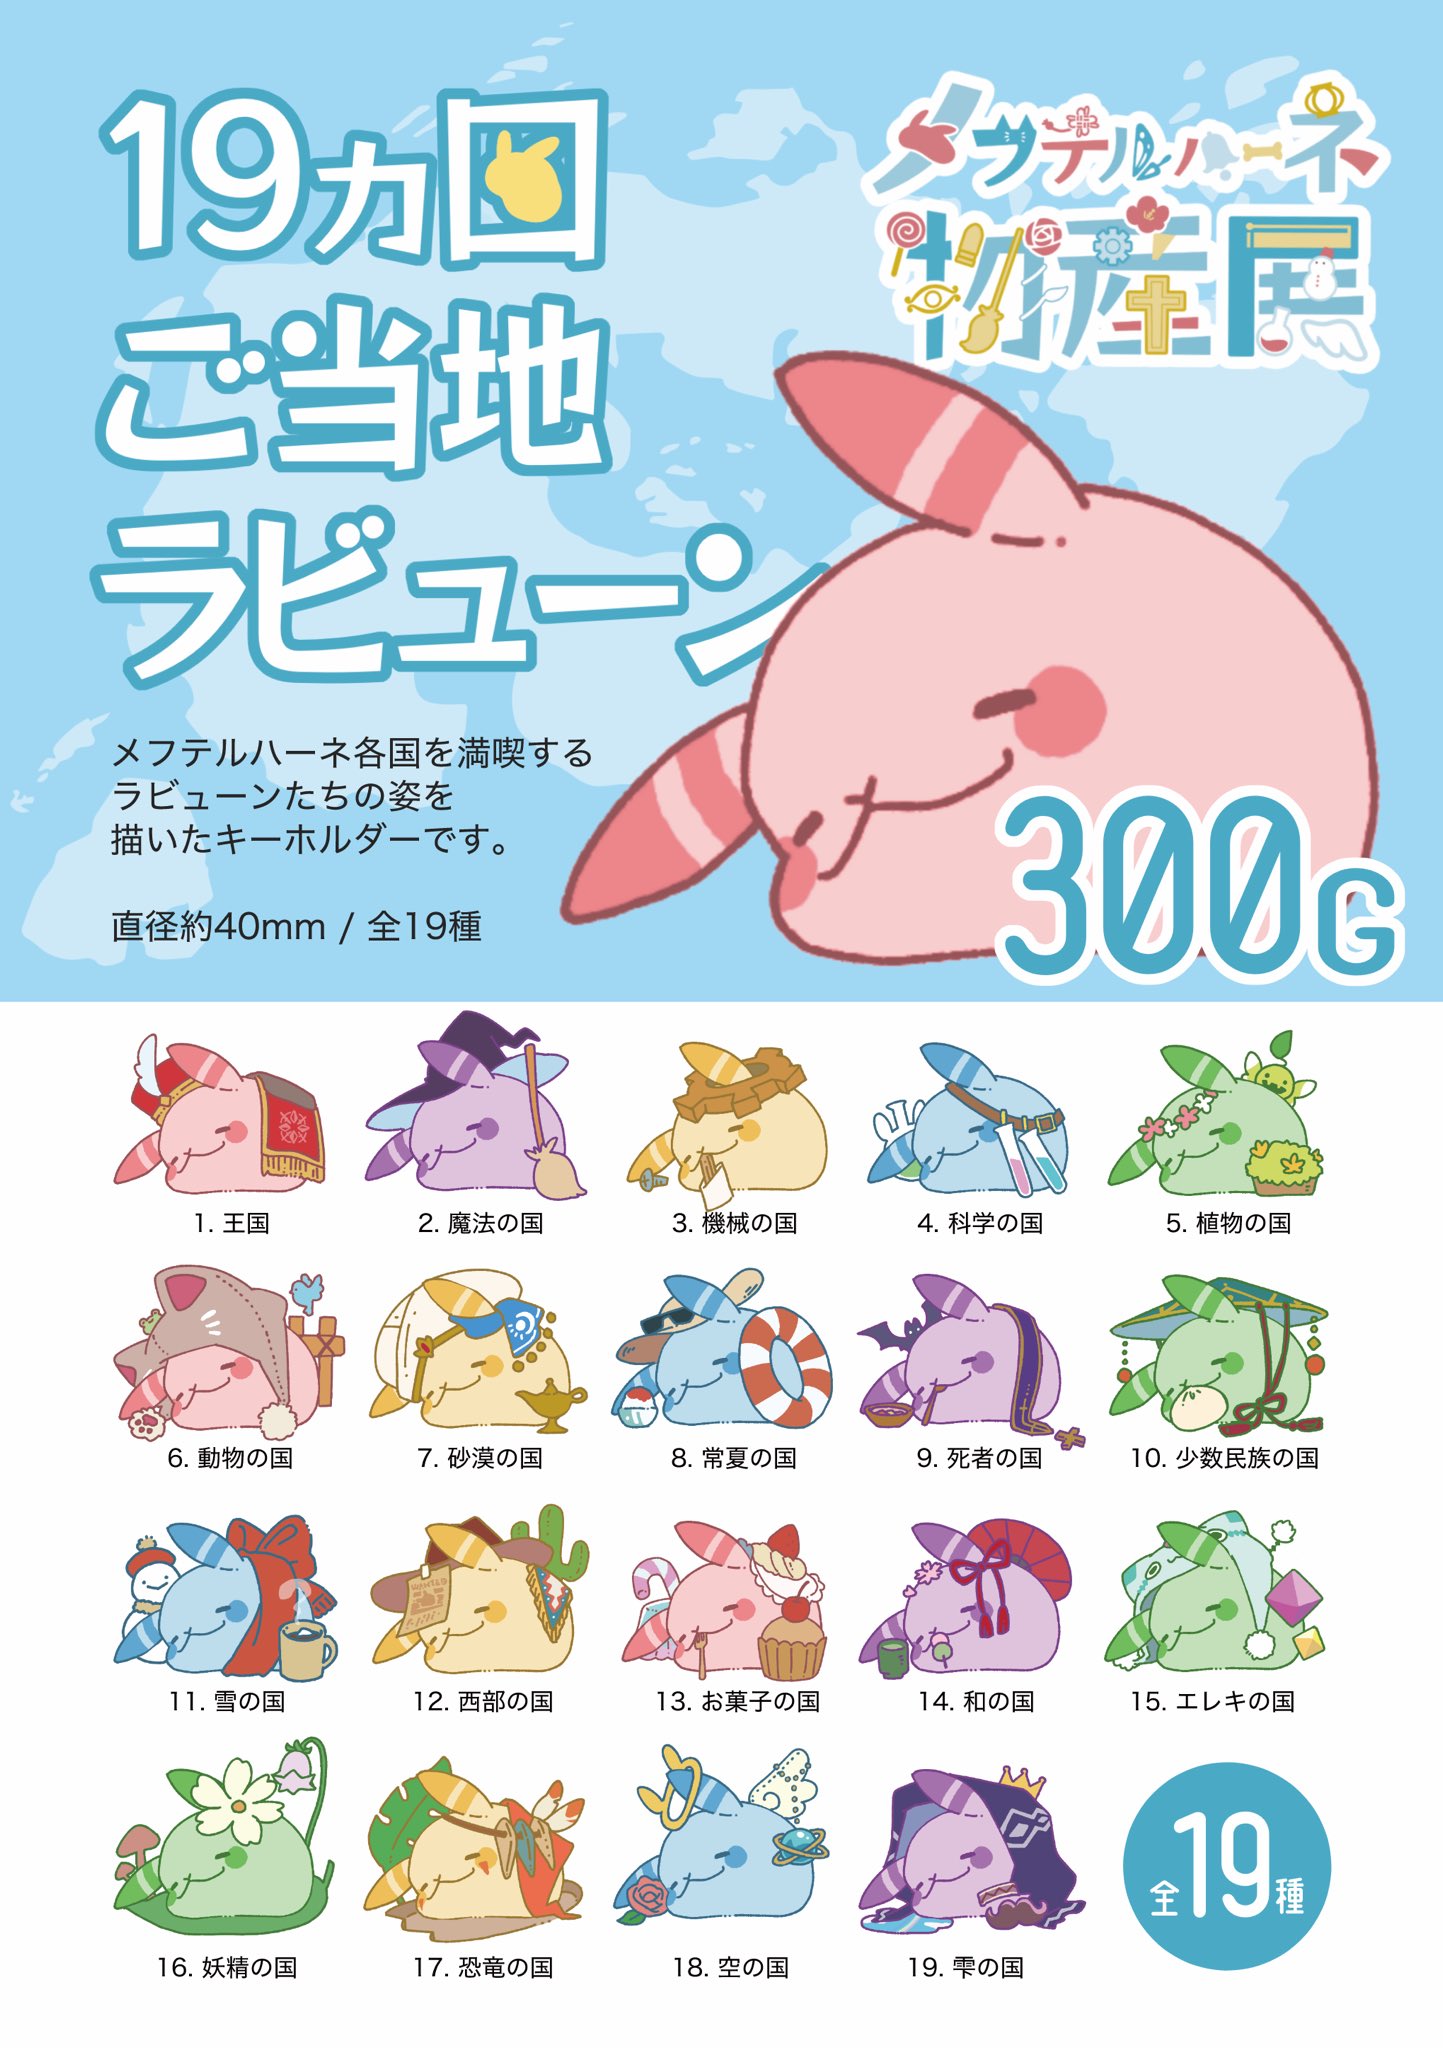 19ヵ国
ご当地
ラビューン
メフテルハーネ
物産展
メフテルハーネ各国を満喫する
ラビューンたちの姿を
描いたキーホルダーです。
直径約40mm / 全19種
300G
1. 王国
2. 魔法の国
3. 機械の国
4. 科学の国
5. 植物の国
6. 動物の国
7. 砂漠の国
8. 常夏の国
9. 死者の国
10. 少数民族の国
11. 雪の国
12. 西部の国
WANTED
13. お菓子の国
14. 和の国
15. エレキの国
16. 妖精の国
17. 恐竜の国
18. 空の国
19. 雫の国
全19種